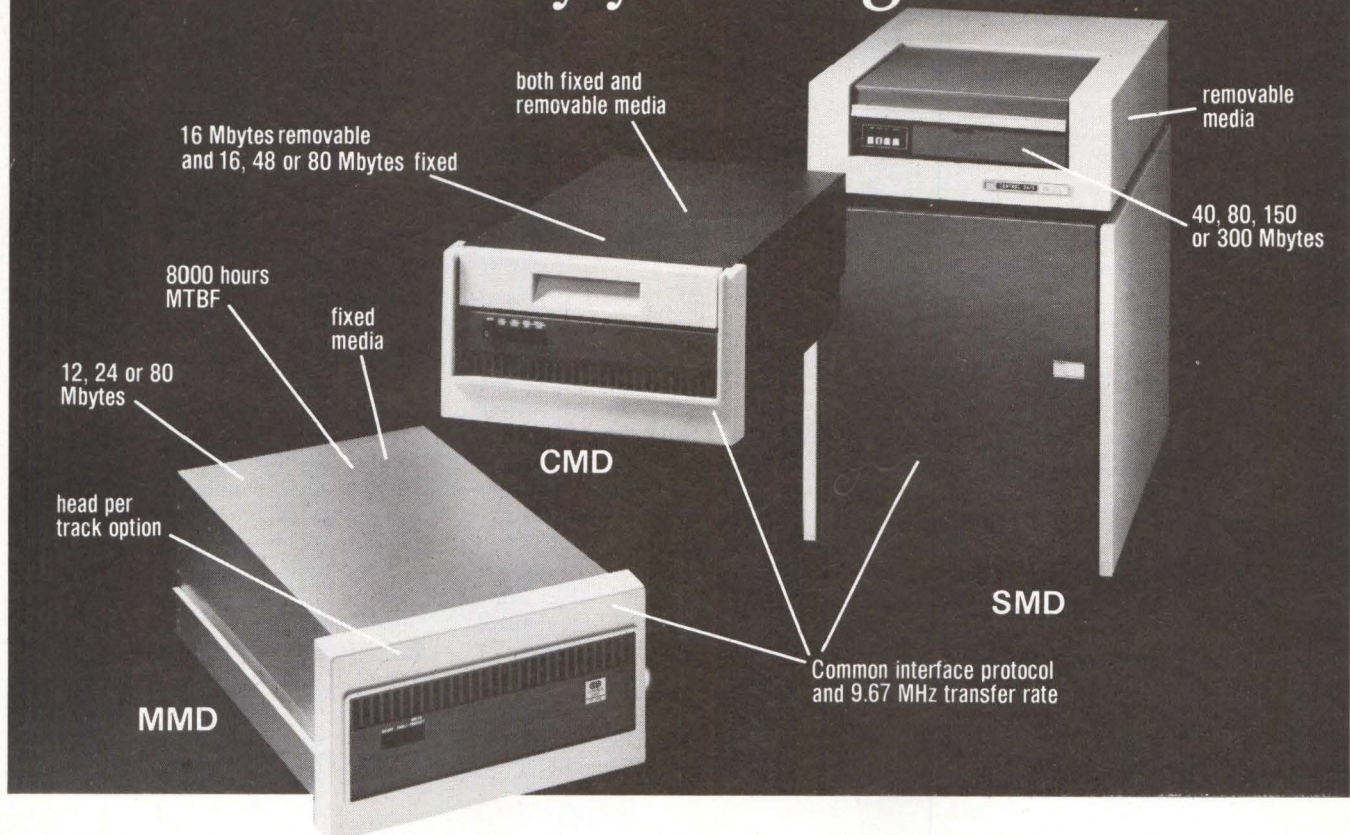 both fixed and
removable media
removable
media
16 Mbytes removable
and 16, 48 or 80 Mbytes fixed
40, 80, 150
or 300 Mbytes
CONTROL DATA
8000 hours
MTBF
fixed
media
12, 24 or 80
Mbytes
CMD
head per
track option
SMD
Common interface protocol
and 9.67 MHz transfer rate
MMD